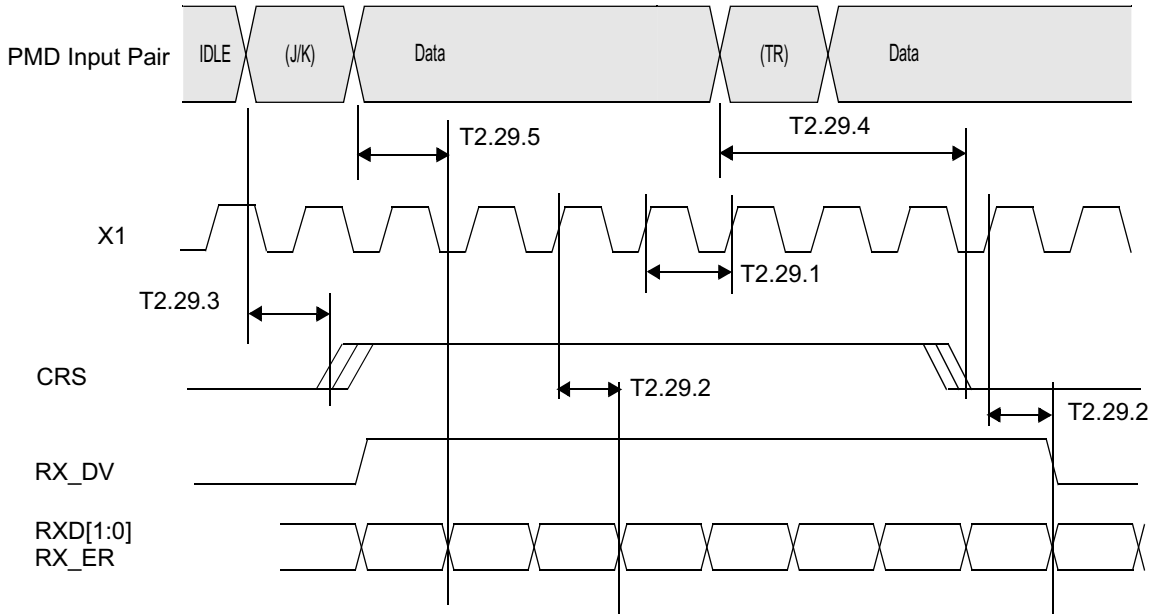 PMD Input Pair
IDLE
(J/K)
Data
(TR)
Data
T2.29.5
T2.29.4
X1
T2.29.1
T2.29.3
CRS
T2.29.2
T2.29.2
RX_DV
RXD[1:0]
RX_ER